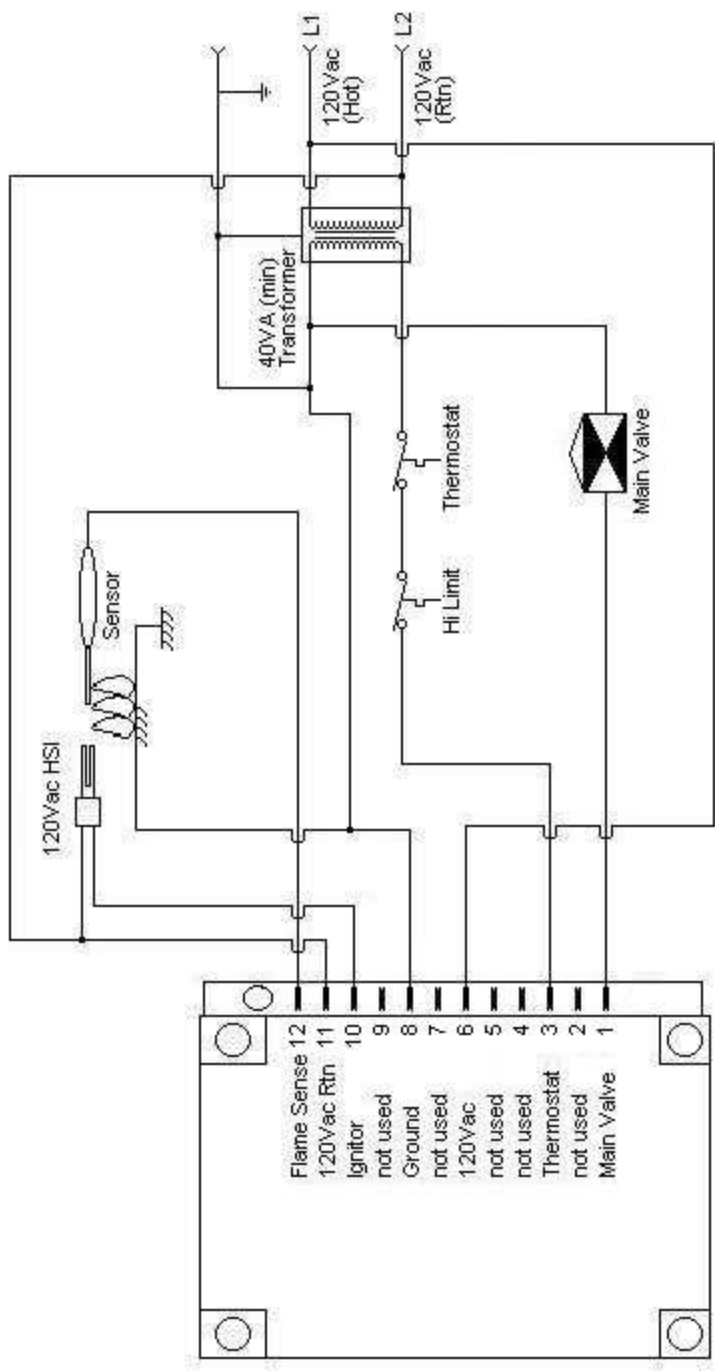 L1
120Vac
(Hot)
L2
120Vac
(Rtn)
40VA (min)
Transformer
Thermostat
Hi Limit
Main Valve
Sensor
120Vac HSI
Flame Sense 12
120Vac Rtn 11
Ignitor 10
not used 9
Ground 8
not used 7
120Vac 6
not used 5
not used 4
Thermostat 3
not used 2
Main Valve 1